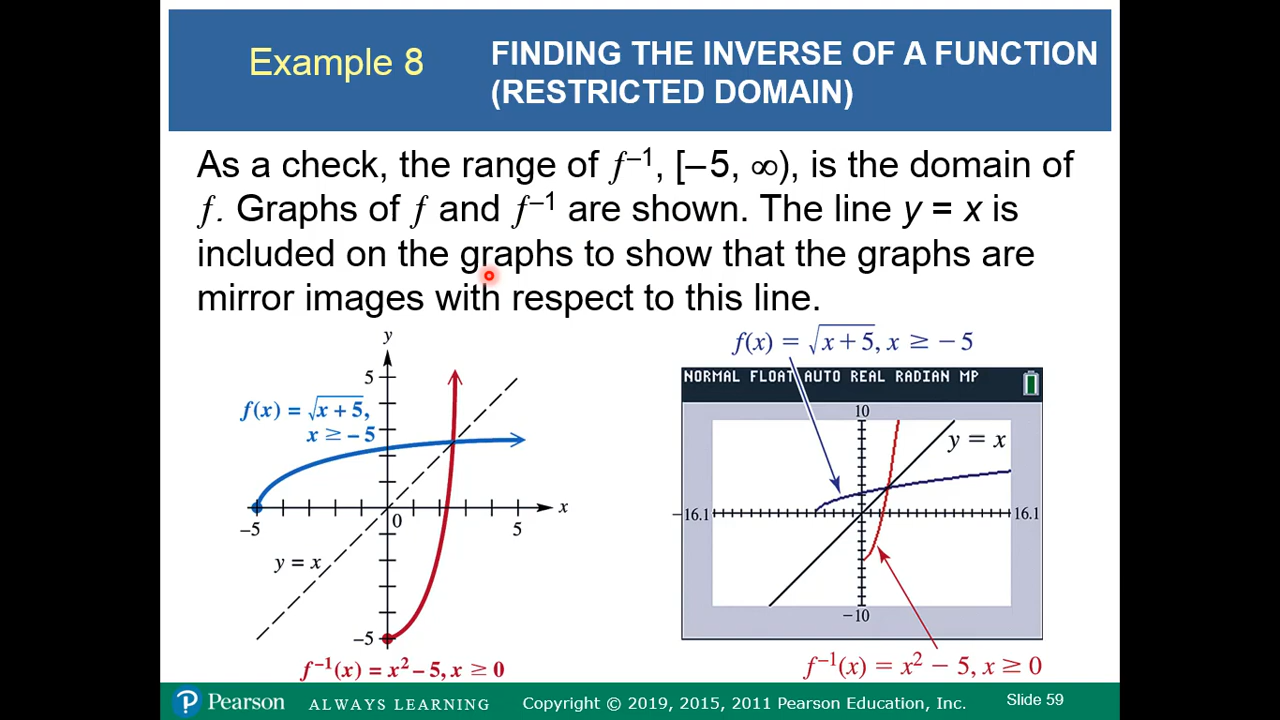 Example 8
FINDING THE INVERSE OF A FUNCTION
(RESTRICTED DOMAIN)
As a check, the range of f⁻¹, [−5, ∞), is the domain of
f. Graphs of f and f⁻¹ are shown. The line y = x is
included on the graphs to show that the graphs are
mirror images with respect to this line.
y
5
f(x) = √(x + 5),
x ≥ −5
−5
0
5
x
y = x
−5
f⁻¹(x) = x² − 5, x ≥ 0
f(x) = √(x + 5), x ≥ −5
NORMAL FLOAT AUTO REAL RADIAN MP
10
y = x
−16.1
16.1
−10
f⁻¹(x) = x² − 5, x ≥ 0
P Pearson
ALWAYS LEARNING
Copyright © 2019, 2015, 2011 Pearson Education, Inc.
Slide 59